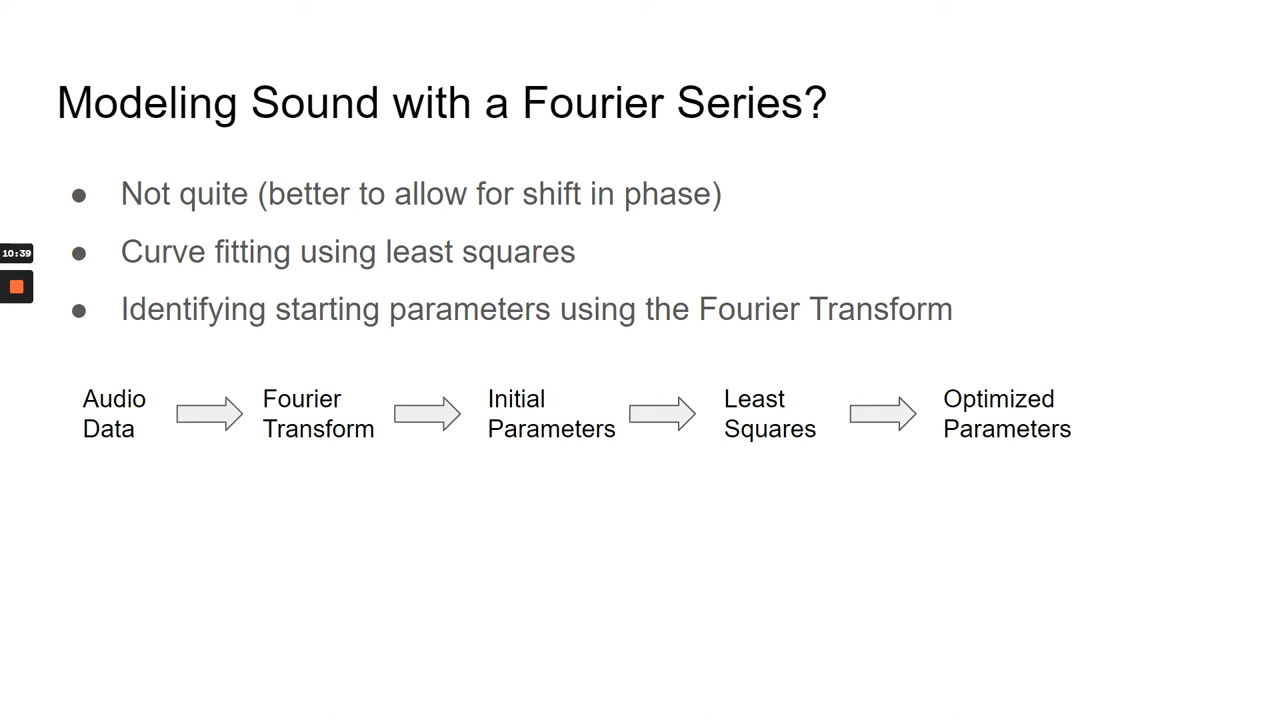 Modeling Sound with a Fourier Series?
● Not quite (better to allow for shift in phase)
● Curve fitting using least squares
10:39
● Identifying starting parameters using the Fourier Transform
Audio Data
Fourier Transform
Initial Parameters
Least Squares
Optimized Parameters